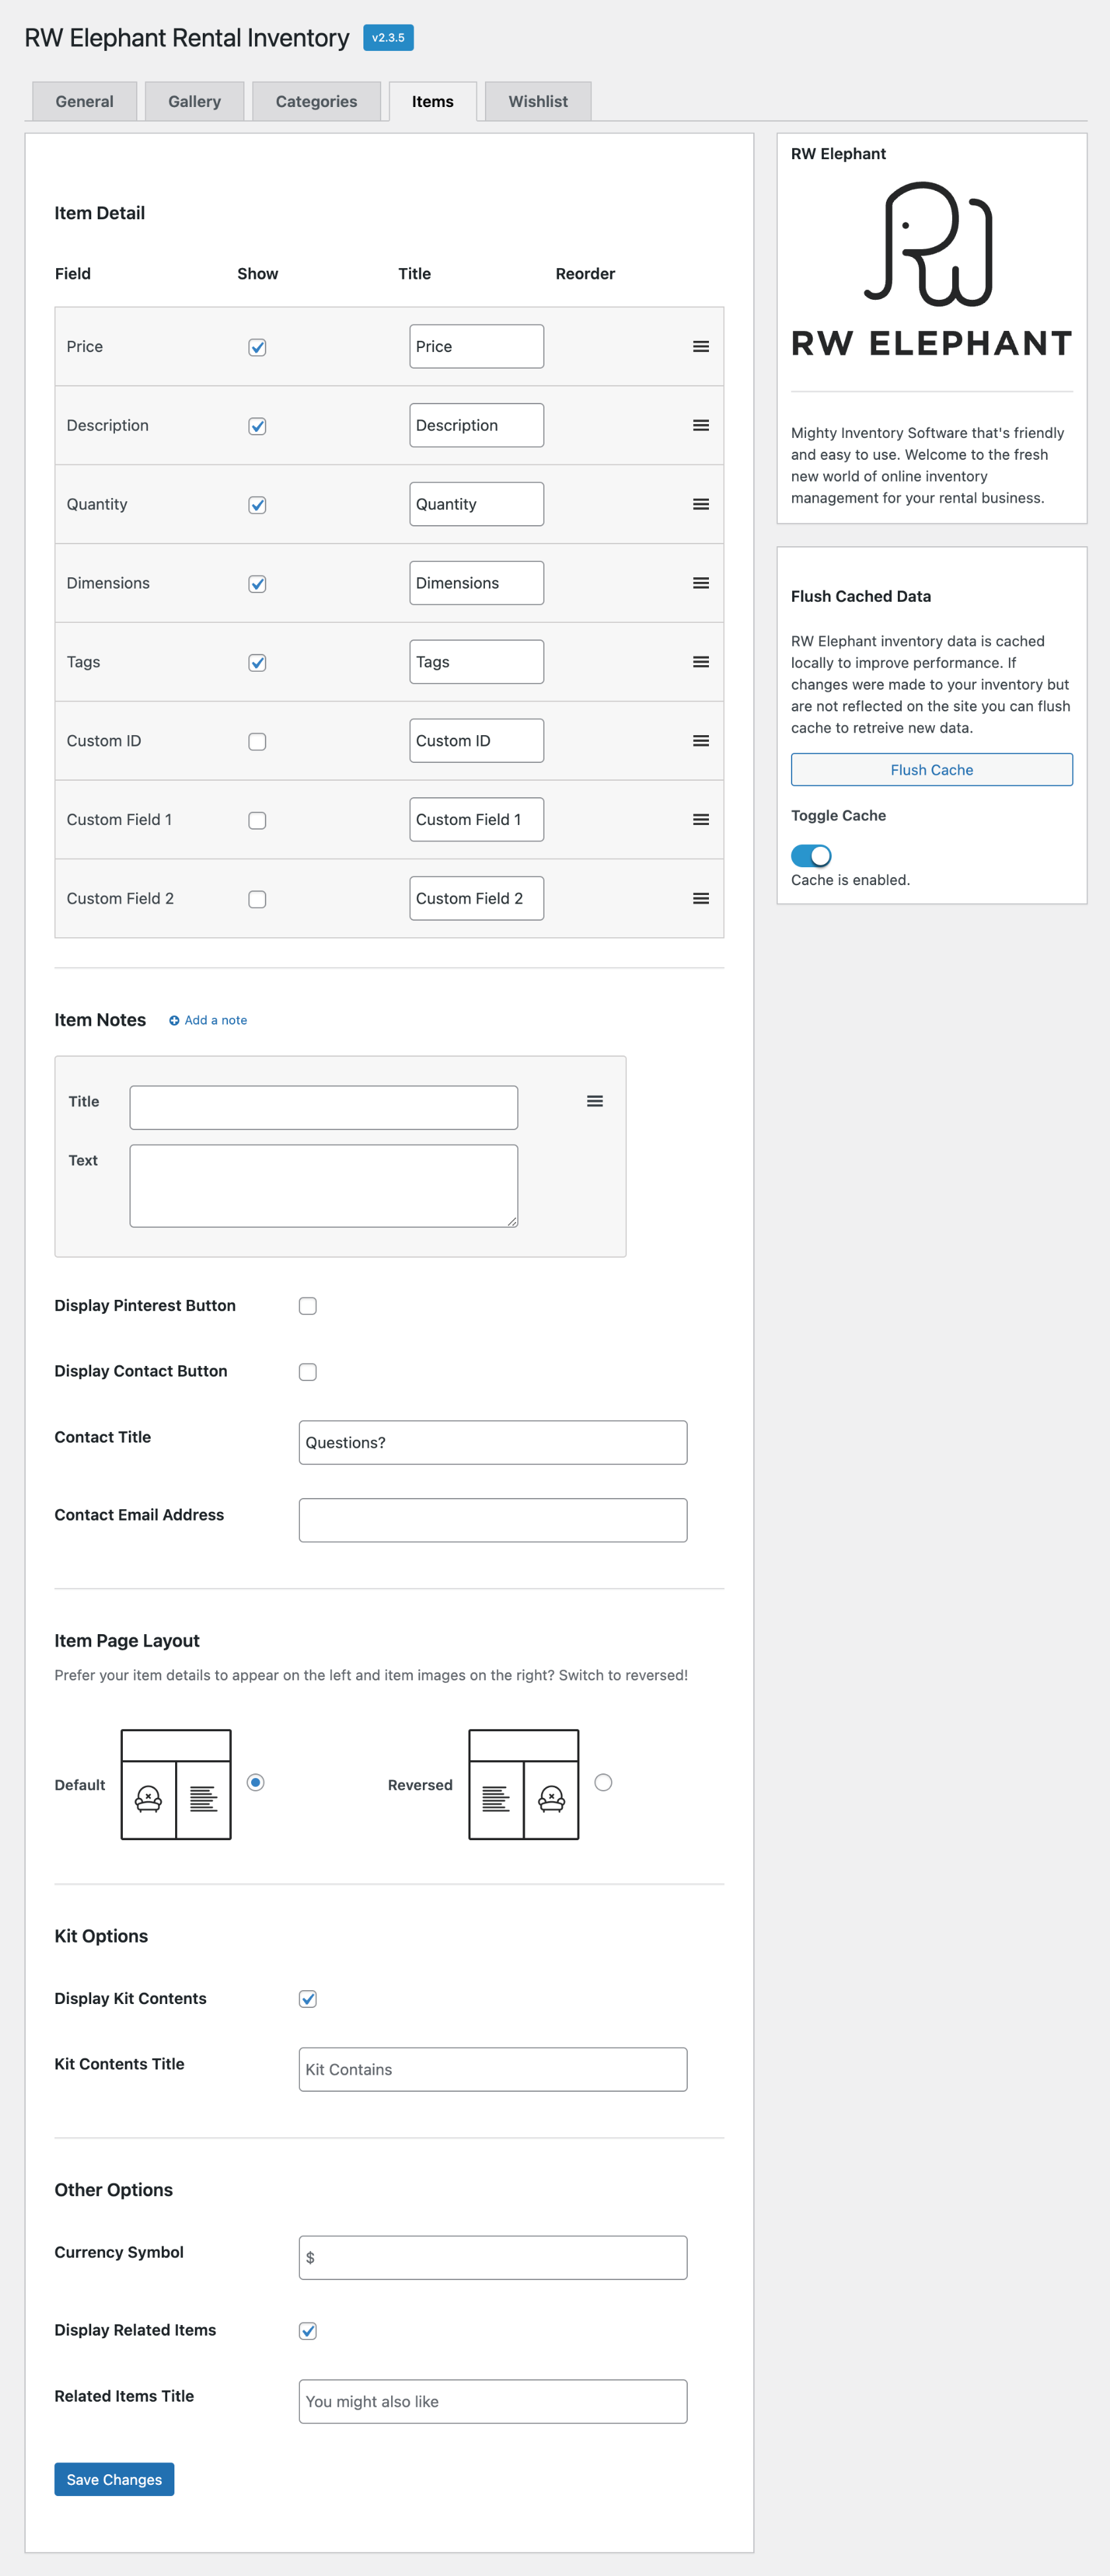 RW Elephant Rental Inventory v2.3.5
General Gallery Categories Items Wishlist
Item Detail
Field Show Title Reorder
Price Price
Description Description
Quantity Quantity
Dimensions Dimensions
Tags Tags
Custom ID Custom ID
Custom Field 1 Custom Field 1
Custom Field 2 Custom Field 2
Item Notes Add a note
Title
Text
Display Pinterest Button
Display Contact Button
Contact Title Questions?
Contact Email Address
Item Page Layout
Prefer your item details to appear on the left and item images on the right? Switch to reversed!
Default Reversed
Kit Options
Display Kit Contents
Kit Contents Title Kit Contains
Other Options
Currency Symbol $
Display Related Items
Related Items Title You might also like
Save Changes
RW Elephant
RW ELEPHANT
Mighty Inventory Software that's friendly
and easy to use. Welcome to the fresh
new world of online inventory
management for your rental business.
Flush Cached Data
RW Elephant inventory data is cached
locally to improve performance. If
changes were made to your inventory but
are not reflected on the site you can flush
cache to retreive new data.
Flush Cache
Toggle Cache
Cache is enabled.